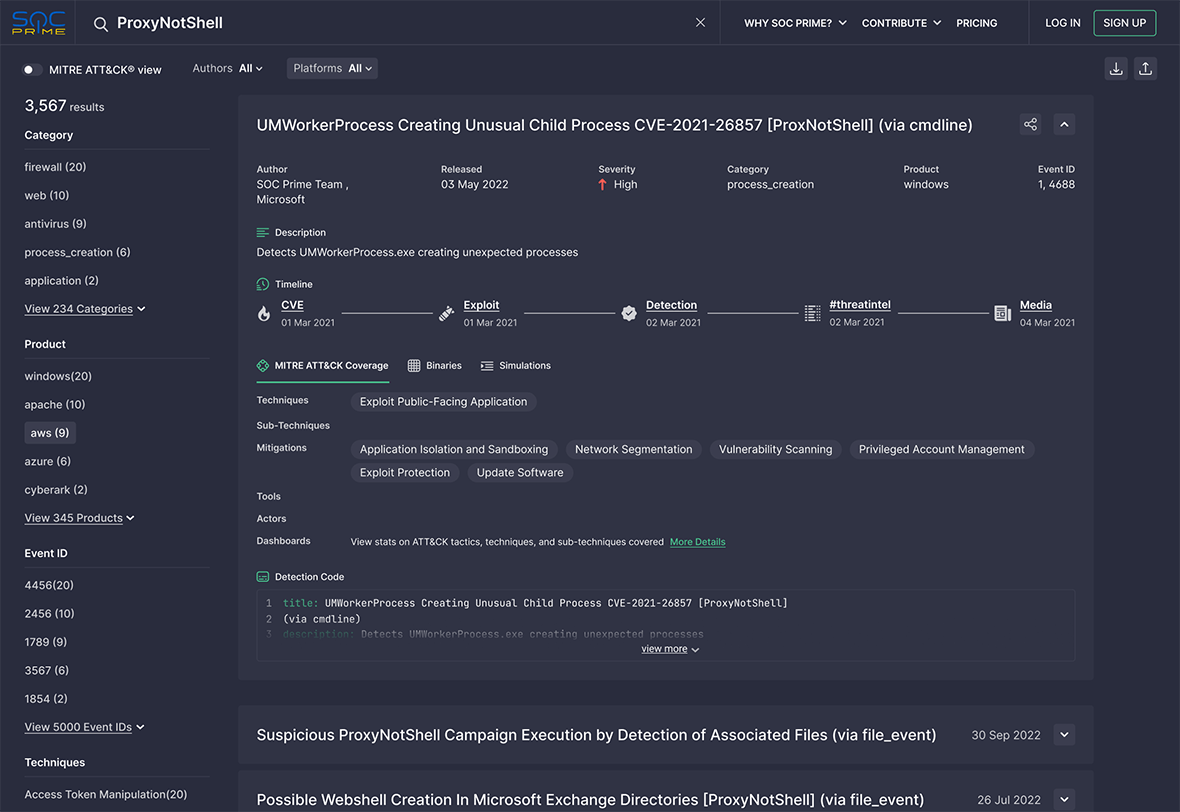 SOC PRIME
ProxyNotShell
WHY SOC PRIME?
CONTRIBUTE
PRICING
LOG IN
SIGN UP
MITRE ATT&CK® view
Authors All
Platforms All
3,567 results
Category
firewall (20)
web (10)
antivirus (9)
process_creation (6)
application (2)
View 234 Categories
Product
windows(20)
apache (10)
aws (9)
azure (6)
cyberark (2)
View 345 Products
Event ID
4456(20)
2456 (10)
1789 (9)
3567 (6)
1854 (2)
View 5000 Event IDs
Techniques
Access Token Manipulation(20)
UMWorkerProcess Creating Unusual Child Process CVE-2021-26857 [ProxNotShell] (via cmdline)
Author
SOC Prime Team ,
Microsoft
Released
03 May 2022
Severity
High
Category
process_creation
Product
windows
Event ID
1, 4688
Description
Detects UMWorkerProcess.exe creating unexpected processes
Timeline
CVE
01 Mar 2021
Exploit
01 Mar 2021
Detection
02 Mar 2021
#threatintel
02 Mar 2021
Media
04 Mar 2021
MITRE ATT&CK Coverage
Binaries
Simulations
Techniques
Exploit Public-Facing Application
Sub-Techniques
Mitigations
Application Isolation and Sandboxing
Network Segmentation
Vulnerability Scanning
Privileged Account Management
Exploit Protection
Update Software
Tools
Actors
Dashboards
View stats on ATT&CK tactics, techniques, and sub-techniques covered More Details
Detection Code
1 title: UMWorkerProcess Creating Unusual Child Process CVE-2021-26857 [ProxyNotShell]
2 (via cmdline)
3 description: Detects UMWorkerProcess.exe creating unexpected processes
view more
Suspicious ProxyNotShell Campaign Execution by Detection of Associated Files (via file_event)
30 Sep 2022
Possible Webshell Creation In Microsoft Exchange Directories [ProxyNotShell] (via file_event)
26 Jul 2022